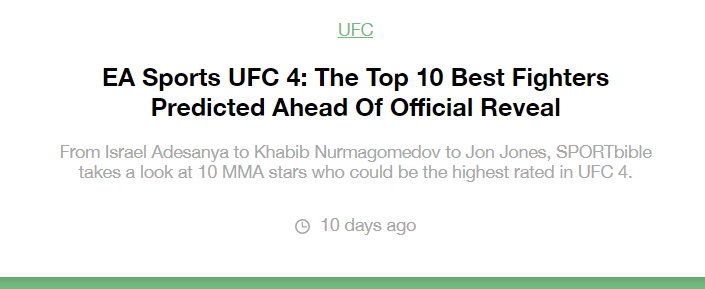 UFC
EA Sports UFC 4: The Top 10 Best Fighters
Predicted Ahead Of Official Reveal
From Israel Adesanya to Khabib Nurmagomedov to Jon Jones, SPORTbible
takes a look at 10 MMA stars who could be the highest rated in UFC 4.
10 days ago